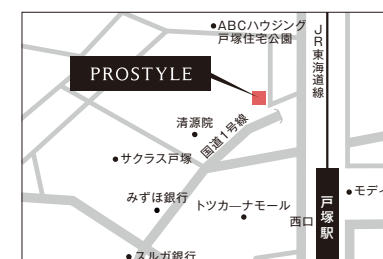 ABCハウジング
戸塚住宅公園
JR東海道線
PROSTYLE
清源院
国道1号線
サクラス戸塚
みずほ銀行
トツカーナモール
モディ
西口
戸塚駅
スルガ銀行